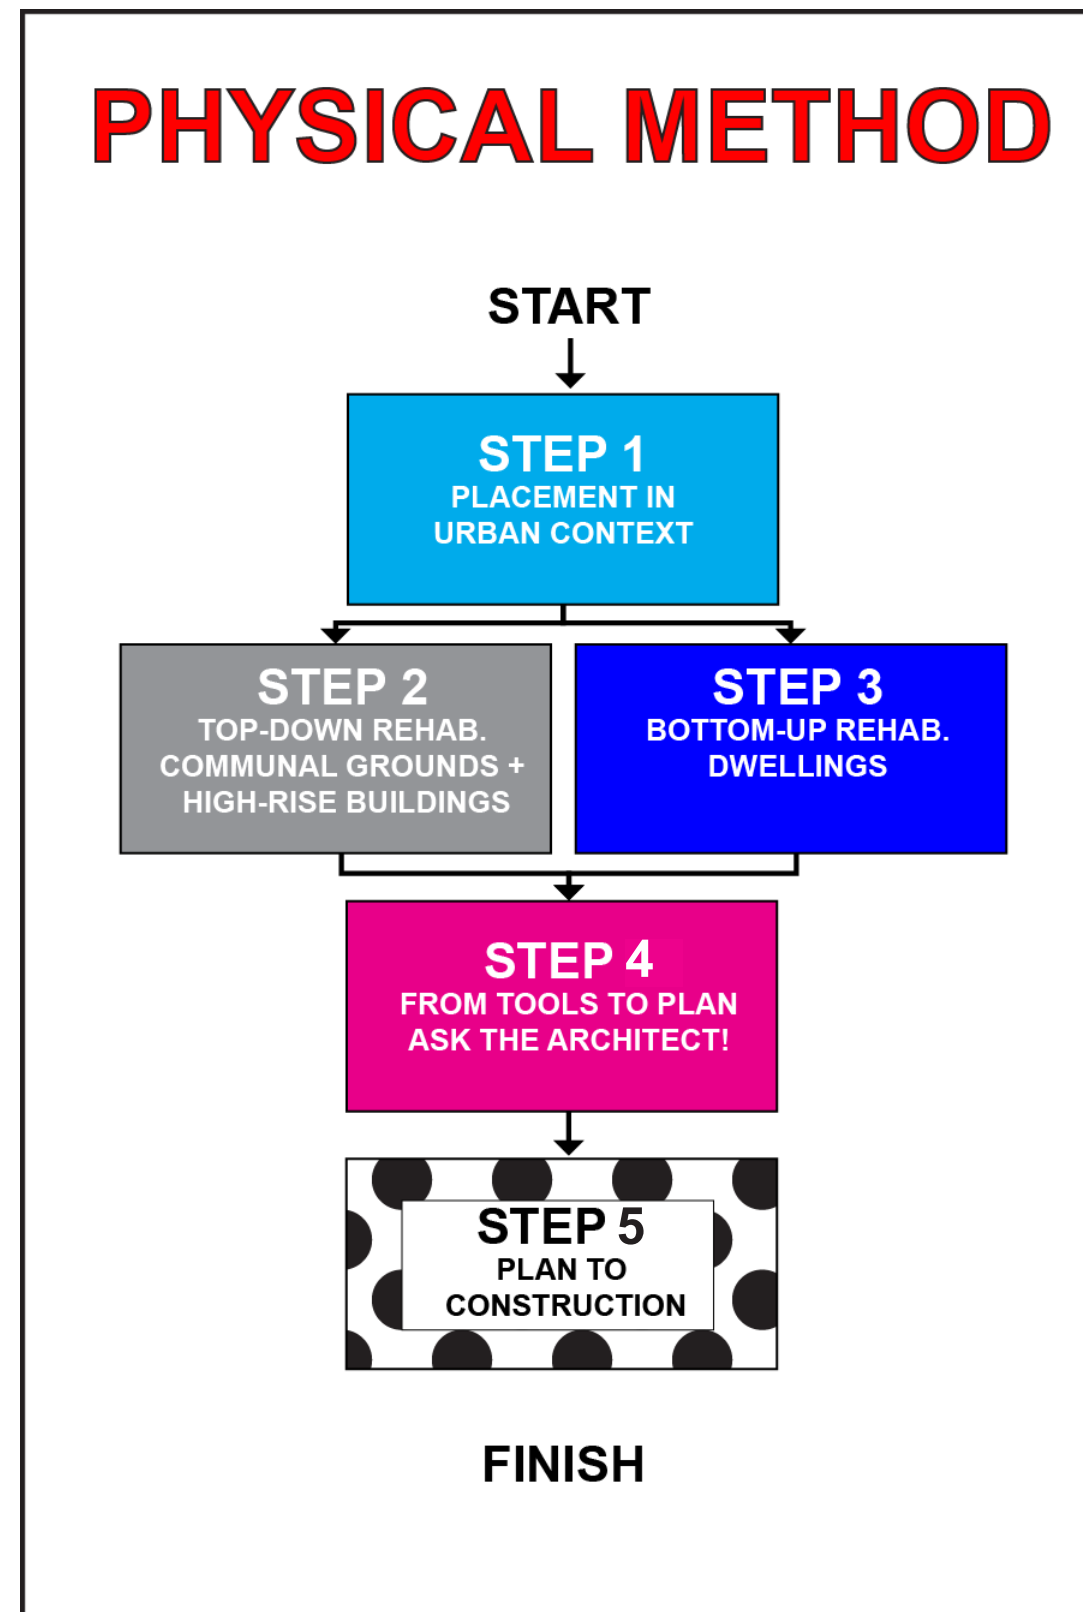 PHYSICAL METHOD
START
STEP 1
PLACEMENT IN
URBAN CONTEXT
STEP 2
TOP-DOWN REHAB.
COMMUNAL GROUNDS +
HIGH-RISE BUILDINGS
STEP 3
BOTTOM-UP REHAB.
DWELLINGS
STEP 4
FROM TOOLS TO PLAN
ASK THE ARCHITECT!
STEP 5
PLAN TO
CONSTRUCTION
FINISH